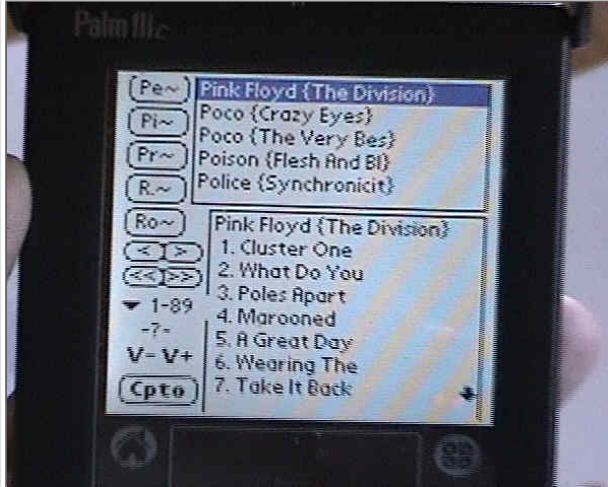 Palm IIIc
Pe~
Pi~
Pr~
R.~
Ro~
< >
<< >>
1-89
-?-
V- V+
Cpto
Pink Floyd {The Division}
Poco {Crazy Eyes}
Poco {The Very Bes}
Poison {Flesh And Bl}
Police {Synchronicit}
Pink Floyd {The Division}
1. Cluster One
2. What Do You
3. Poles Apart
4. Marooned
5. A Great Day
6. Wearing The
7. Take It Back